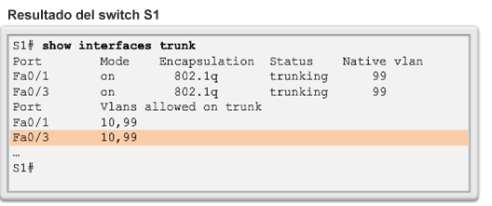 Resultado del switch S1
S1# show interfaces trunk
Port Mode Encapsulation Status Native vlan
Fa0/1 on 802.1q trunking 99
Fa0/3 on 802.1q trunking 99
Port Vlans allowed on trunk
Fa0/1 10,99
Fa0/3 10,99
…
S1#